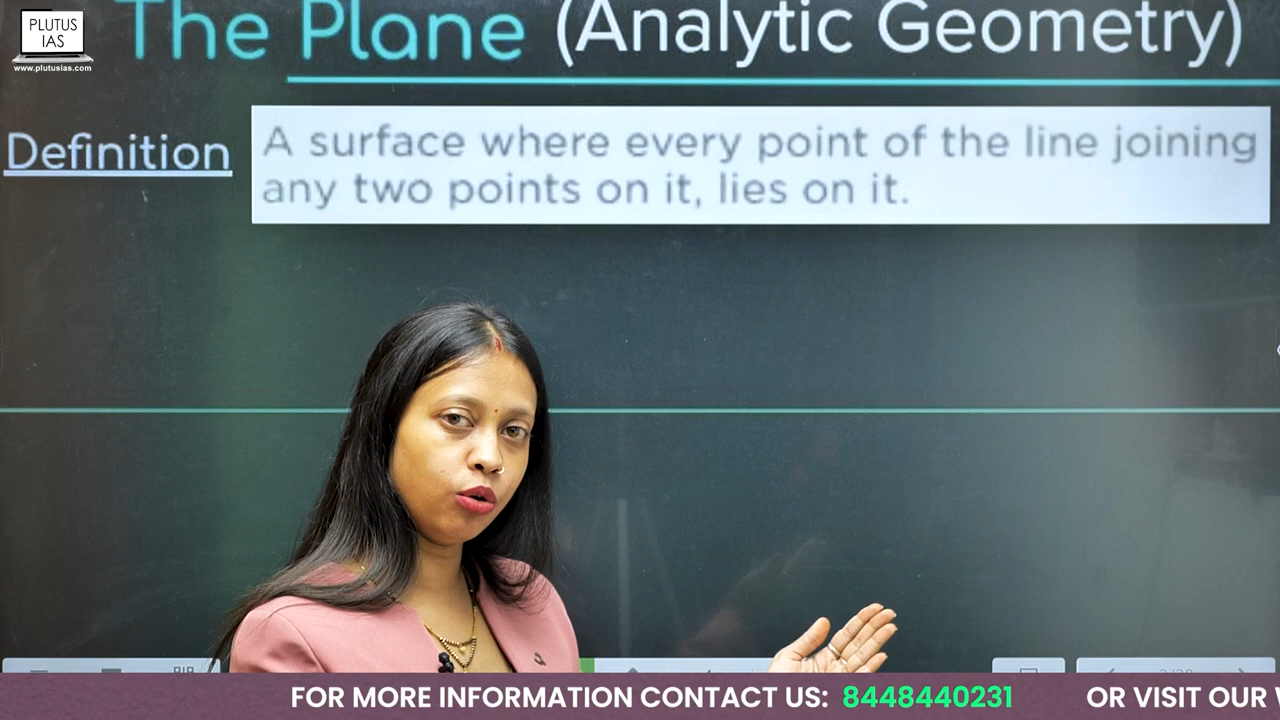 PLUTUS
IAS
www.plutusias.com
The Plane (Analytic Geometry)
Definition
A surface where every point of the line joining
any two points on it, lies on it.
FOR MORE INFORMATION CONTACT US: 8448440231 OR VISIT OUR